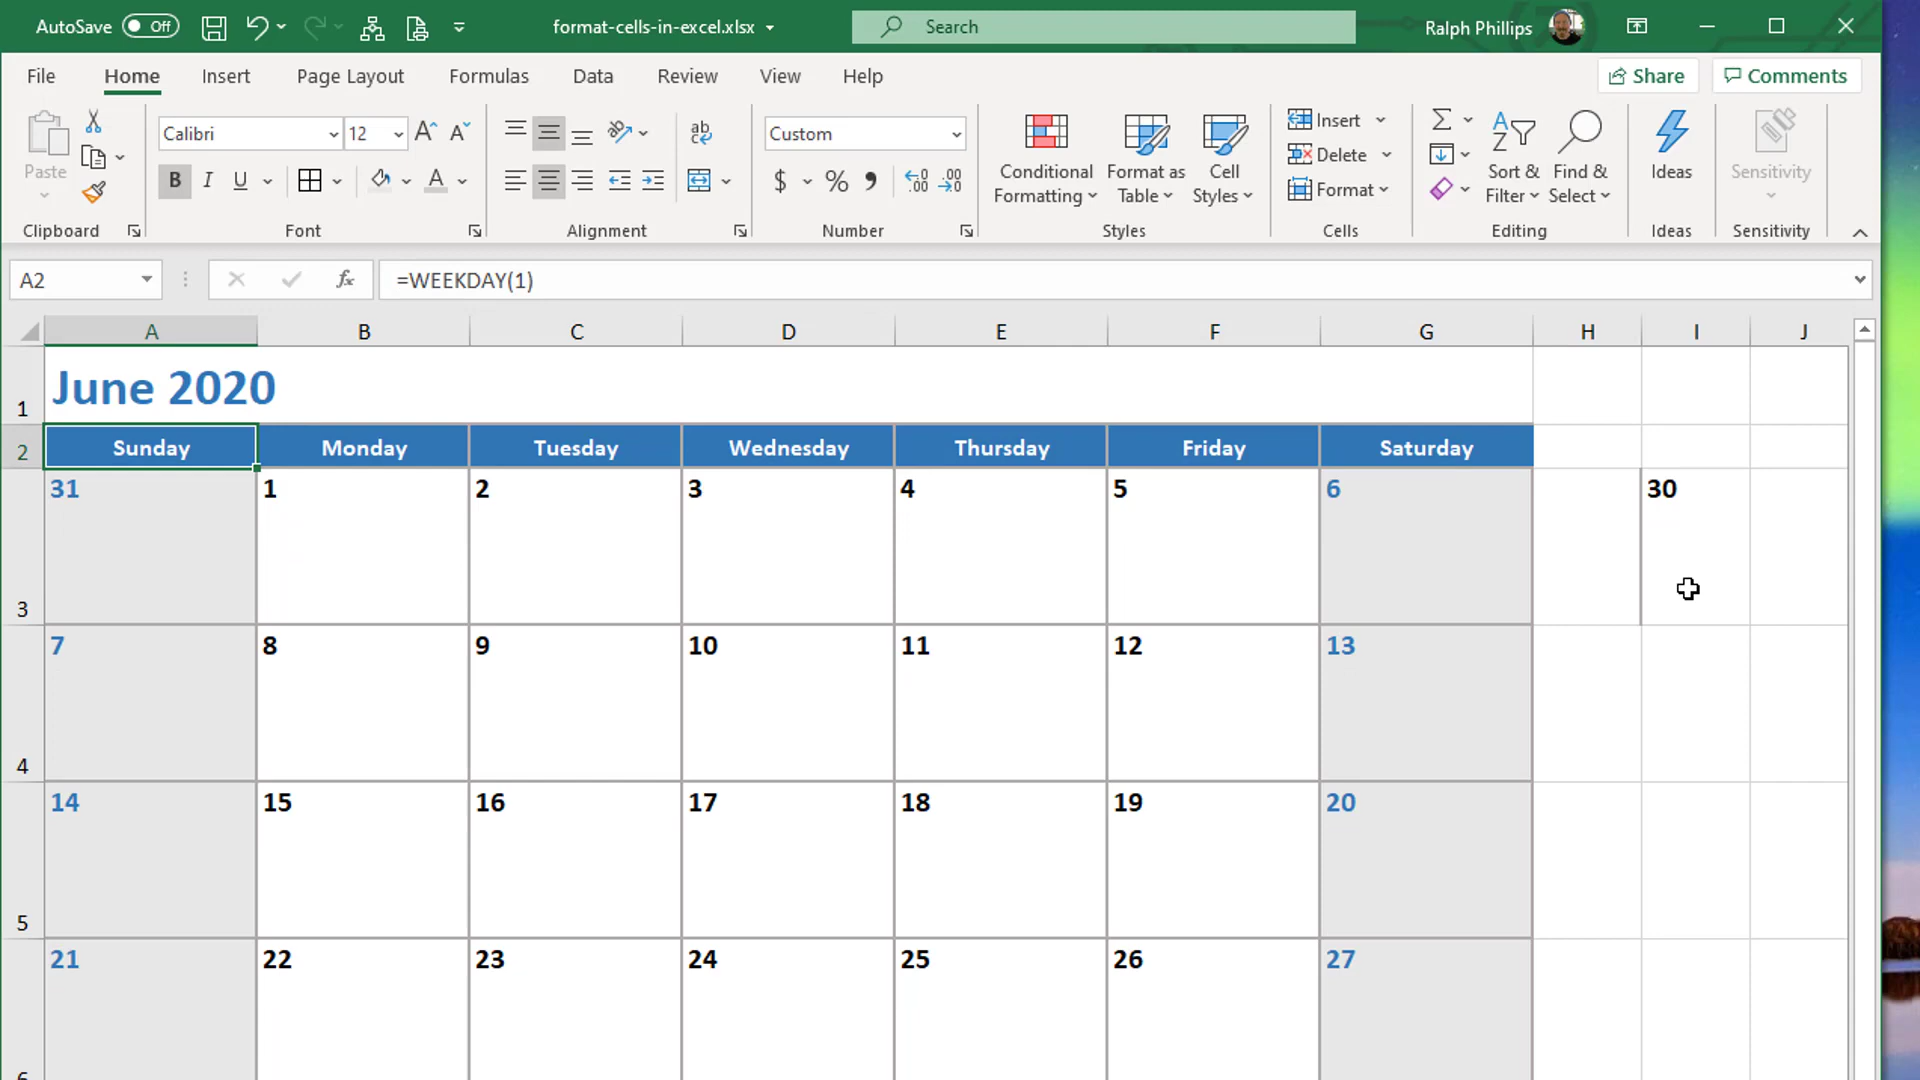 AutoSave Off format-cells-in-excel.xlsx Search Ralph Phillips
File Home Insert Page Layout Formulas Data Review View Help Share Comments
Paste Calibri 12 Custom
B I U $ % Conditional Formatting Format as Table Cell Styles Insert Delete Format Sort & Filter Find & Select Ideas Sensitivity
Clipboard Font Alignment Number Styles Cells Editing Ideas Sensitivity
A2 fx =WEEKDAY(1)
A B C D E F G H I J
1 June 2020
2 Sunday Monday Tuesday Wednesday Thursday Friday Saturday
31 1 2 3 4 5 6 30
3
7 8 9 10 11 12 13
4
14 15 16 17 18 19 20
5
21 22 23 24 25 26 27